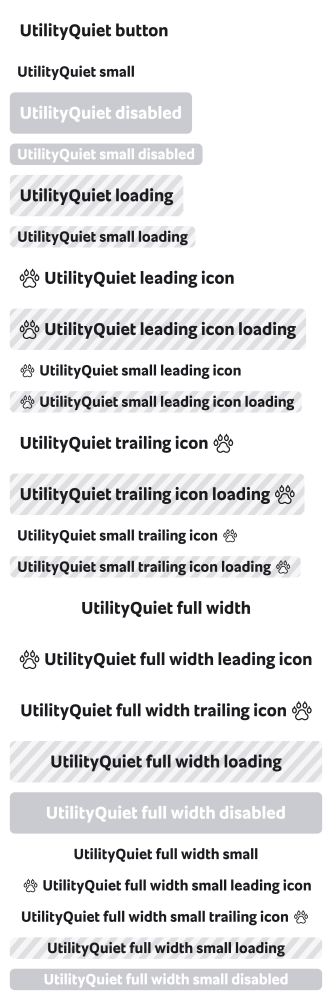 UtilityQuiet button
UtilityQuiet small
UtilityQuiet disabled
UtilityQuiet small disabled
UtilityQuiet loading
UtilityQuiet small loading
UtilityQuiet leading icon
UtilityQuiet leading icon loading
UtilityQuiet small leading icon
UtilityQuiet small leading icon loading
UtilityQuiet trailing icon
UtilityQuiet trailing icon loading
UtilityQuiet small trailing icon
UtilityQuiet small trailing icon loading
UtilityQuiet full width
UtilityQuiet full width leading icon
UtilityQuiet full width trailing icon
UtilityQuiet full width loading
UtilityQuiet full width disabled
UtilityQuiet full width small
UtilityQuiet full width small leading icon
UtilityQuiet full width small trailing icon
UtilityQuiet full width small loading
UtilityQuiet full width small disabled